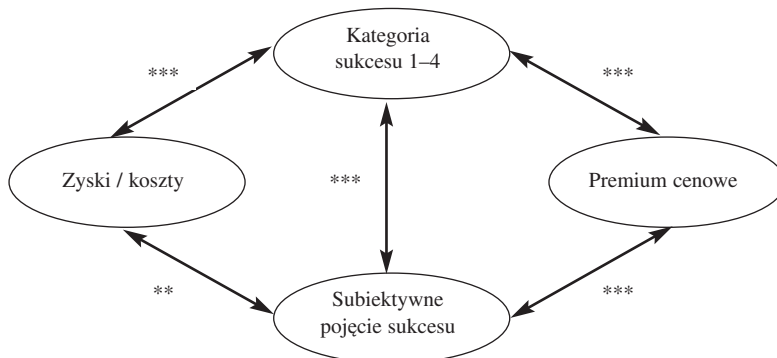 Kategoria
sukcesu 1–4
***
***
Zyski / koszty
***
Premium cenowe
**
***
Subiektywne
pojęcie sukcesu